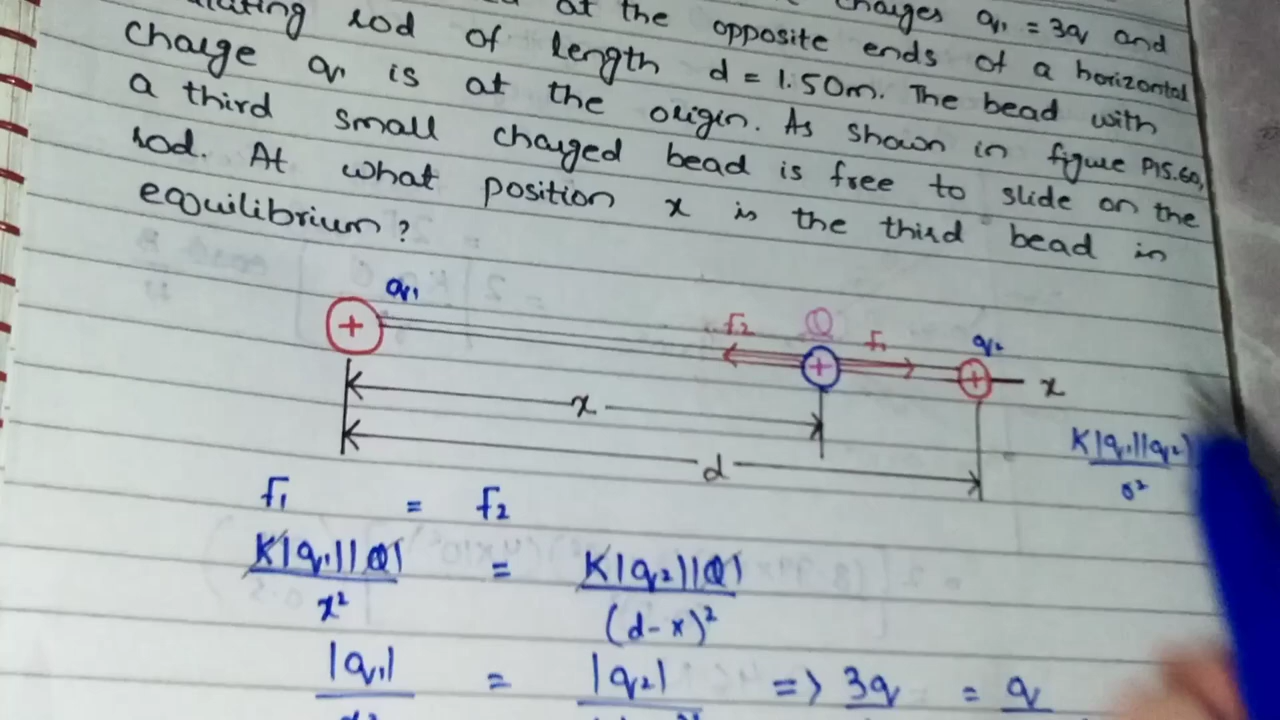 charges q₁ = 3q and
at the opposite ends of a horizontal
rod of length d = 1.50m. The bead with
charge q₁ is at the origin. As shown in figure P15.60,
a third small charged bead is free to slide on the
rod. At what position x is the third bead in
equilibrium?
q₁
f₂ Q f₁ q₂
+ + + x
x
d
K|q₁||q₂|
f₁ = f₂
K|q₁||Q| = K|q₂||Q|
x² (d-x)²
|q₁| = |q₂| => 3q = q